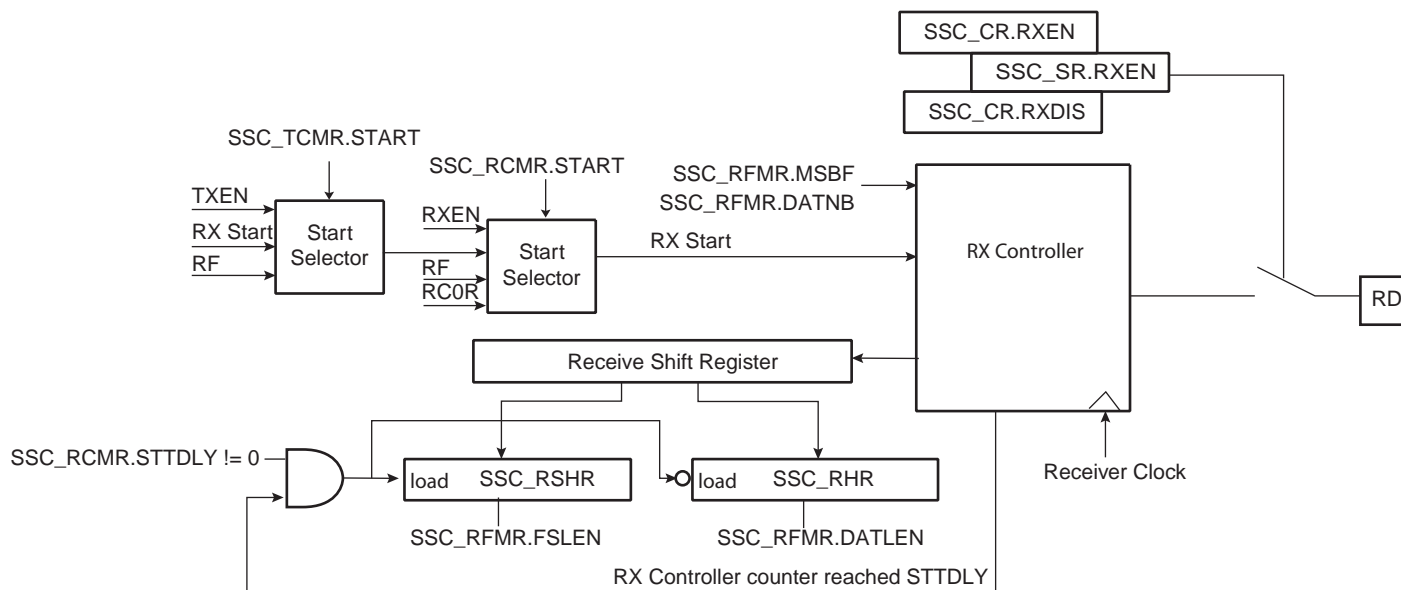 SSC_CR.RXEN
SSC_SR.RXEN
SSC_CR.RXDIS
SSC_TCMR.START
SSC_RCMR.START
SSC_RFMR.MSBF
SSC_RFMR.DATNB
TXEN
RX Start
RF
Start
Selector
RXEN
RF
RC0R
Start
Selector
RX Start
RX Controller
RD
Receive Shift Register
SSC_RCMR.STTDLY != 0
load
SSC_RSHR
load
SSC_RHR
Receiver Clock
SSC_RFMR.FSLEN
SSC_RFMR.DATLEN
RX Controller counter reached STTDLY